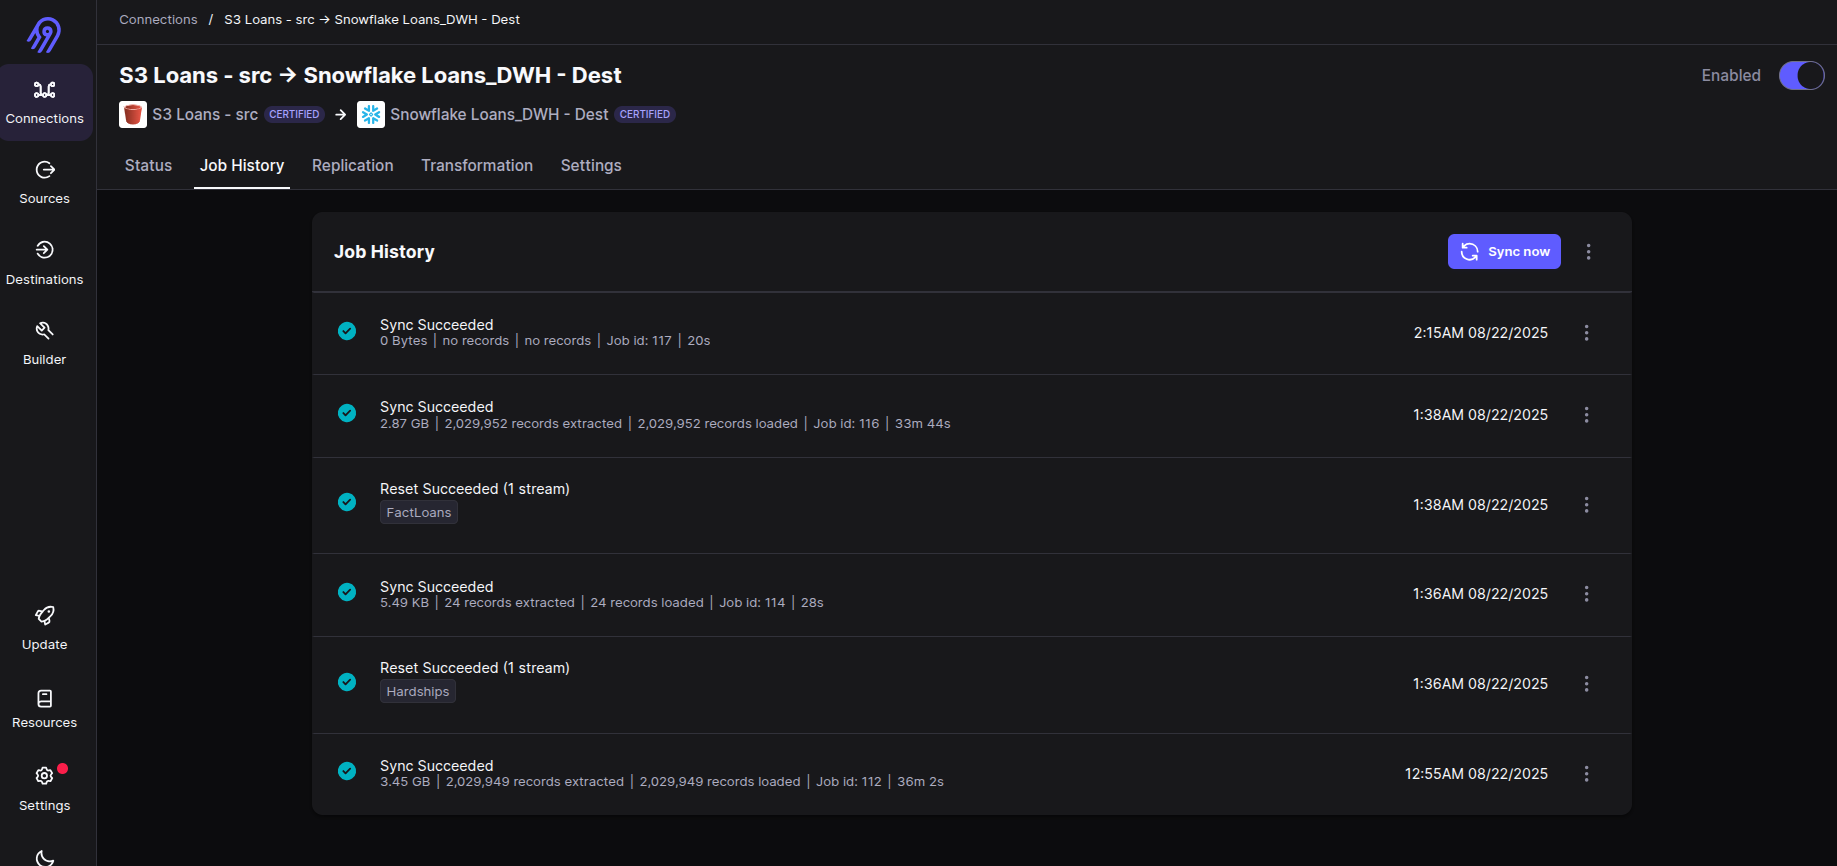 Connections / S3 Loans - src → Snowflake Loans_DWH - Dest
S3 Loans - src → Snowflake Loans_DWH - Dest
Enabled
S3 Loans - src CERTIFIED → Snowflake Loans_DWH - Dest CERTIFIED
Status Job History Replication Transformation Settings
Connections
Sources
Destinations
Builder
Update
Resources
Settings
Job History
Sync now
Sync Succeeded
0 Bytes | no records | no records | Job id: 117 | 20s
2:15AM 08/22/2025
Sync Succeeded
2.87 GB | 2,029,952 records extracted | 2,029,952 records loaded | Job id: 116 | 33m 44s
1:38AM 08/22/2025
Reset Succeeded (1 stream)
FactLoans
1:38AM 08/22/2025
Sync Succeeded
5.49 KB | 24 records extracted | 24 records loaded | Job id: 114 | 28s
1:36AM 08/22/2025
Reset Succeeded (1 stream)
Hardships
1:36AM 08/22/2025
Sync Succeeded
3.45 GB | 2,029,949 records extracted | 2,029,949 records loaded | Job id: 112 | 36m 2s
12:55AM 08/22/2025